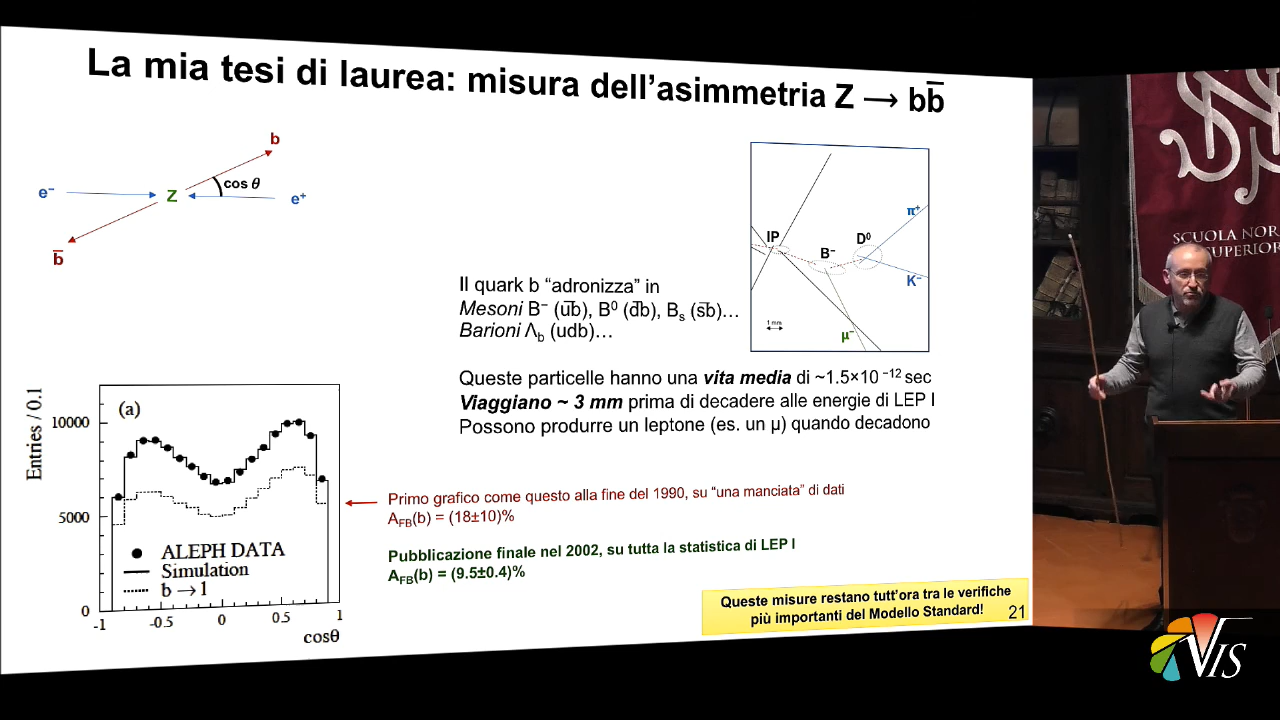 La mia tesi di laurea: misura dell'asimmetria Z ⟶ bb̅
b
cos θ
e⁻
Z
e⁺
b̅
IP
B⁻
D⁰
π⁺
K⁻
μ⁻
1 mm
Il quark b "adronizza" in
Mesoni B⁻ (u̅b), B⁰ (d̅b), Bₛ (s̅b)…
Barioni Λb (udb)…
Queste particelle hanno una vita media di ~1.5×10⁻¹² sec
Viaggiano ~ 3 mm prima di decadere alle energie di LEP I
Possono produrre un leptone (es. un μ) quando decadono
Entries / 0.1
10000
5000
0
(a)
ALEPH DATA
Simulation
b → l
-1
-0.5
0
0.5
1
cosθ
Primo grafico come questo alla fine del 1990, su "una manciata" di dati
AFB(b) = (18±10)%
Pubblicazione finale nel 2002, su tutta la statistica di LEP I
AFB(b) = (9.5±0.4)%
Queste misure restano tutt'ora tra le verifiche
più importanti del Modello Standard!
21
SCUOLA NOR
SUPERIOR
VIS